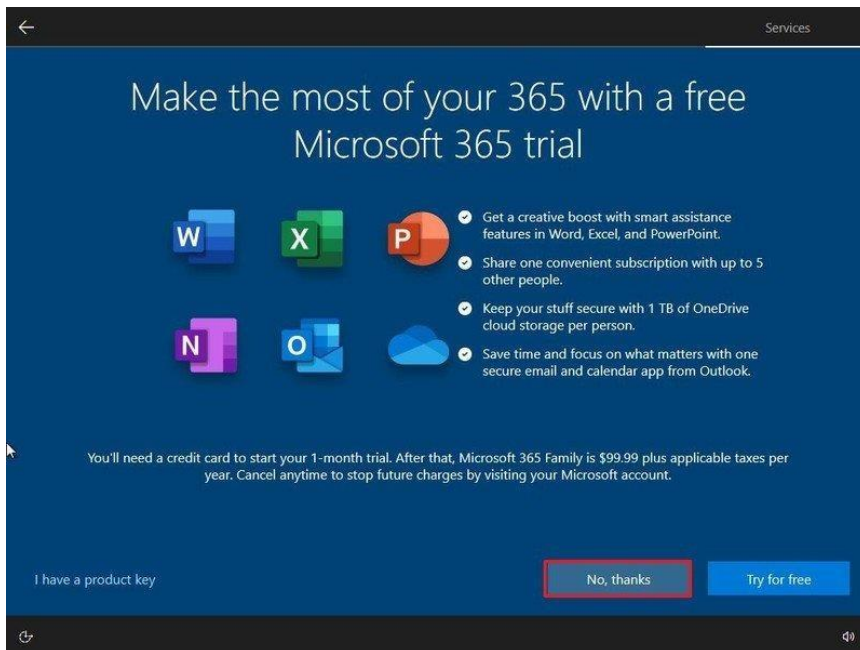 Services
Make the most of your 365 with a free
Microsoft 365 trial
W
X
P
N
O
Get a creative boost with smart assistance
features in Word, Excel, and PowerPoint.
Share one convenient subscription with up to 5
other people.
Keep your stuff secure with 1 TB of OneDrive
cloud storage per person.
Save time and focus on what matters with one
secure email and calendar app from Outlook.
You'll need a credit card to start your 1-month trial. After that, Microsoft 365 Family is $99.99 plus applicable taxes per
year. Cancel anytime to stop future charges by visiting your Microsoft account.
I have a product key
No, thanks
Try for free